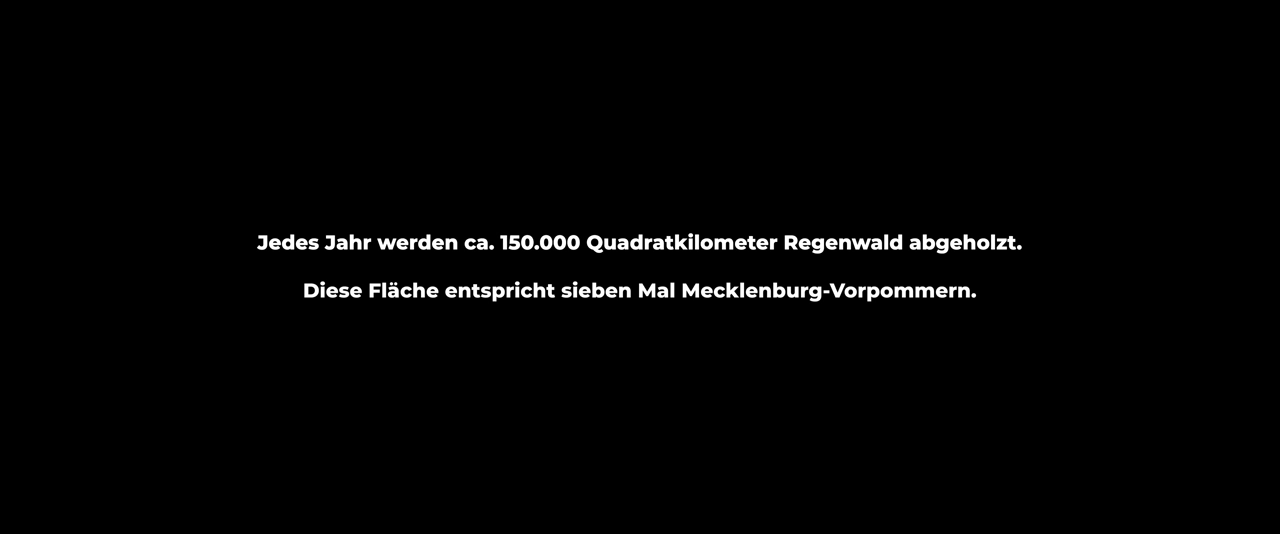 Jedes Jahr werden ca. 150.000 Quadratkilometer Regenwald abgeholzt.
Diese Fläche entspricht sieben Mal Mecklenburg-Vorpommern.